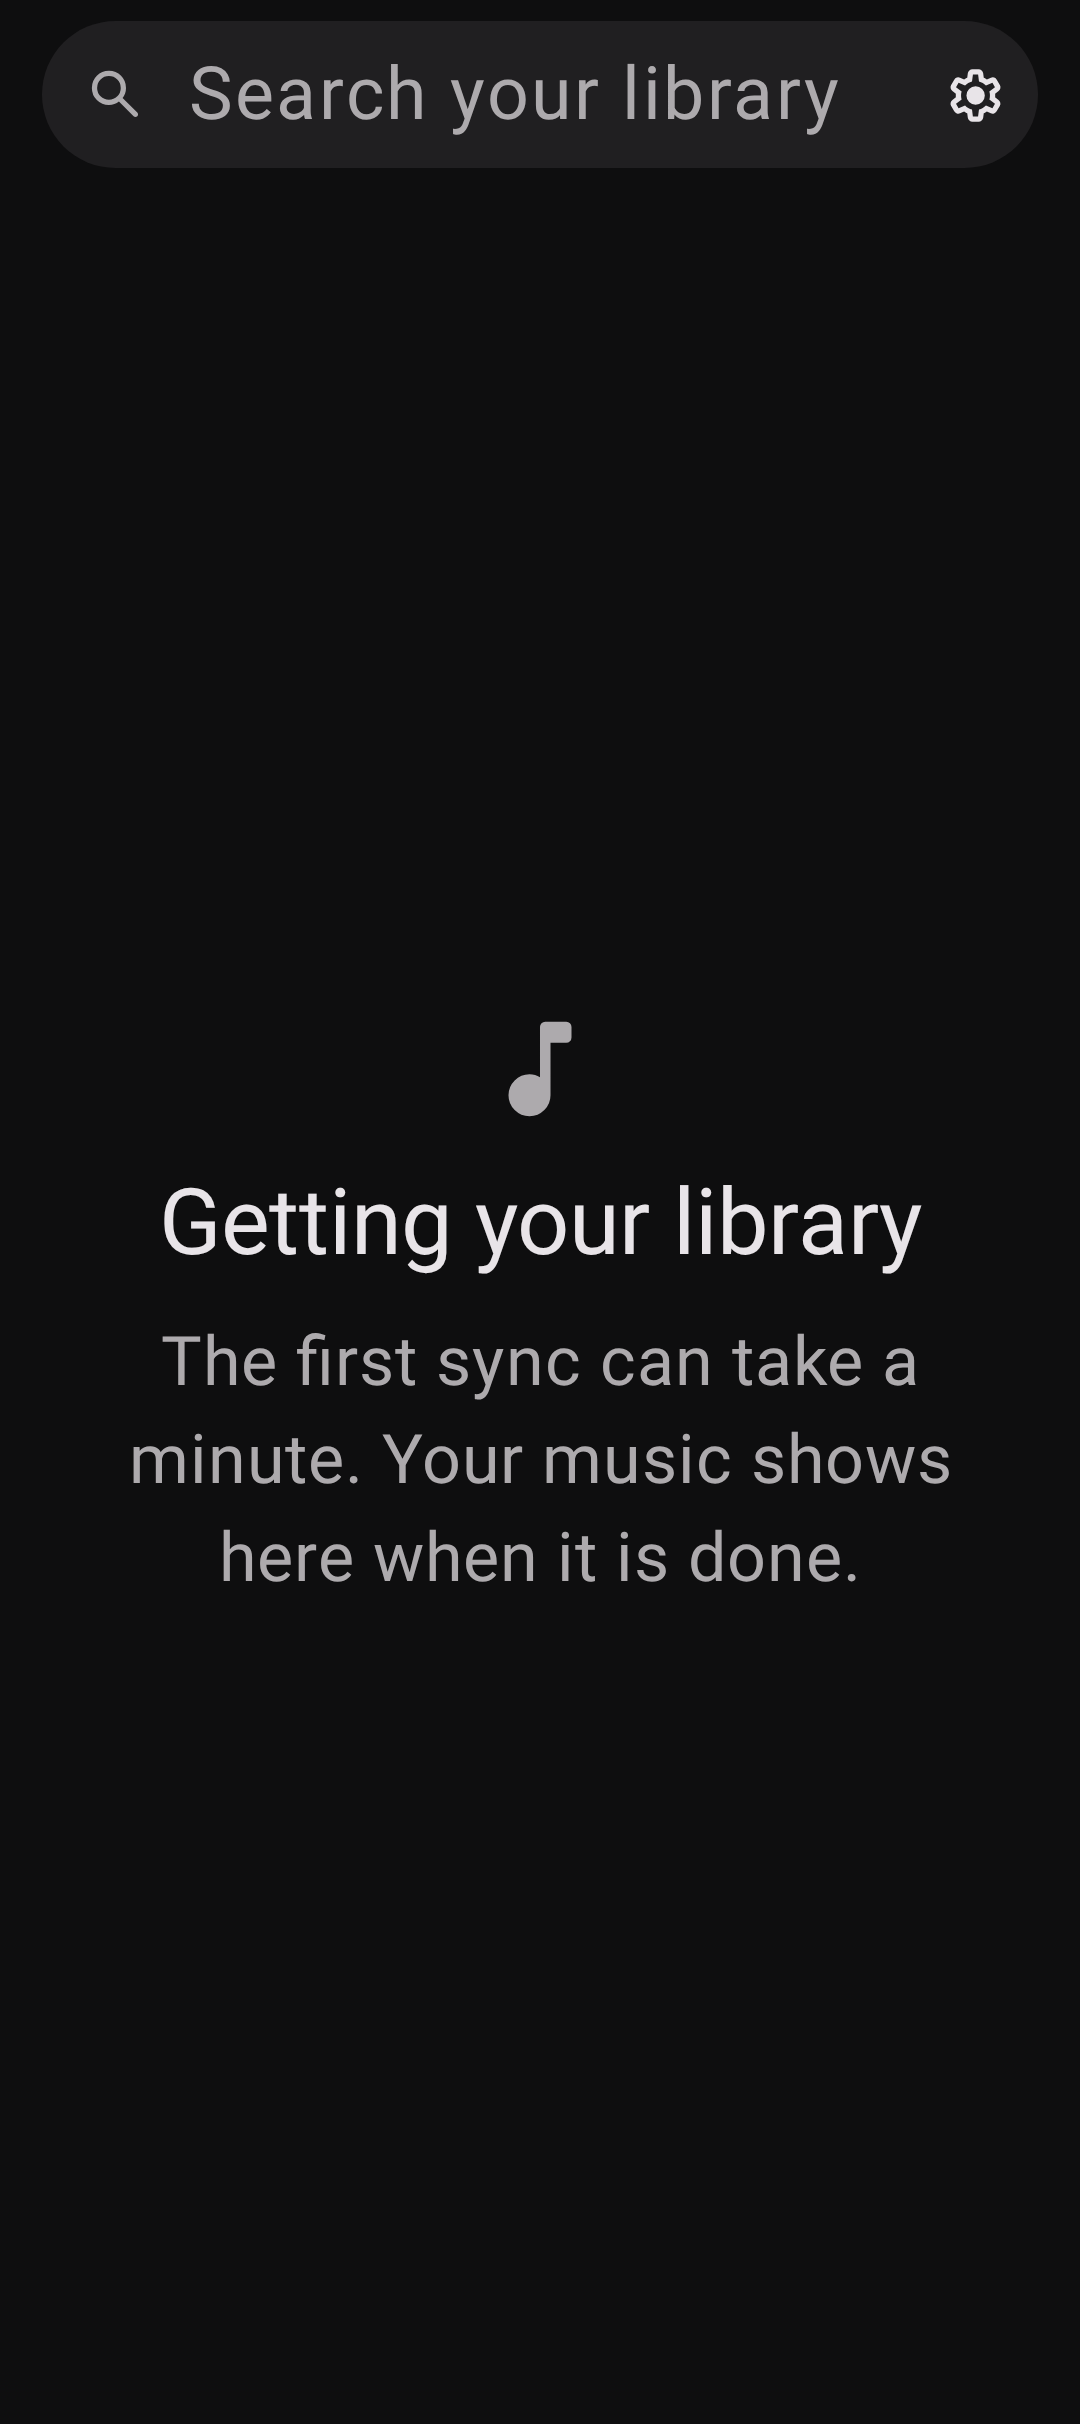 Search your library
Getting your library
The first sync can take a
minute. Your music shows
here when it is done.